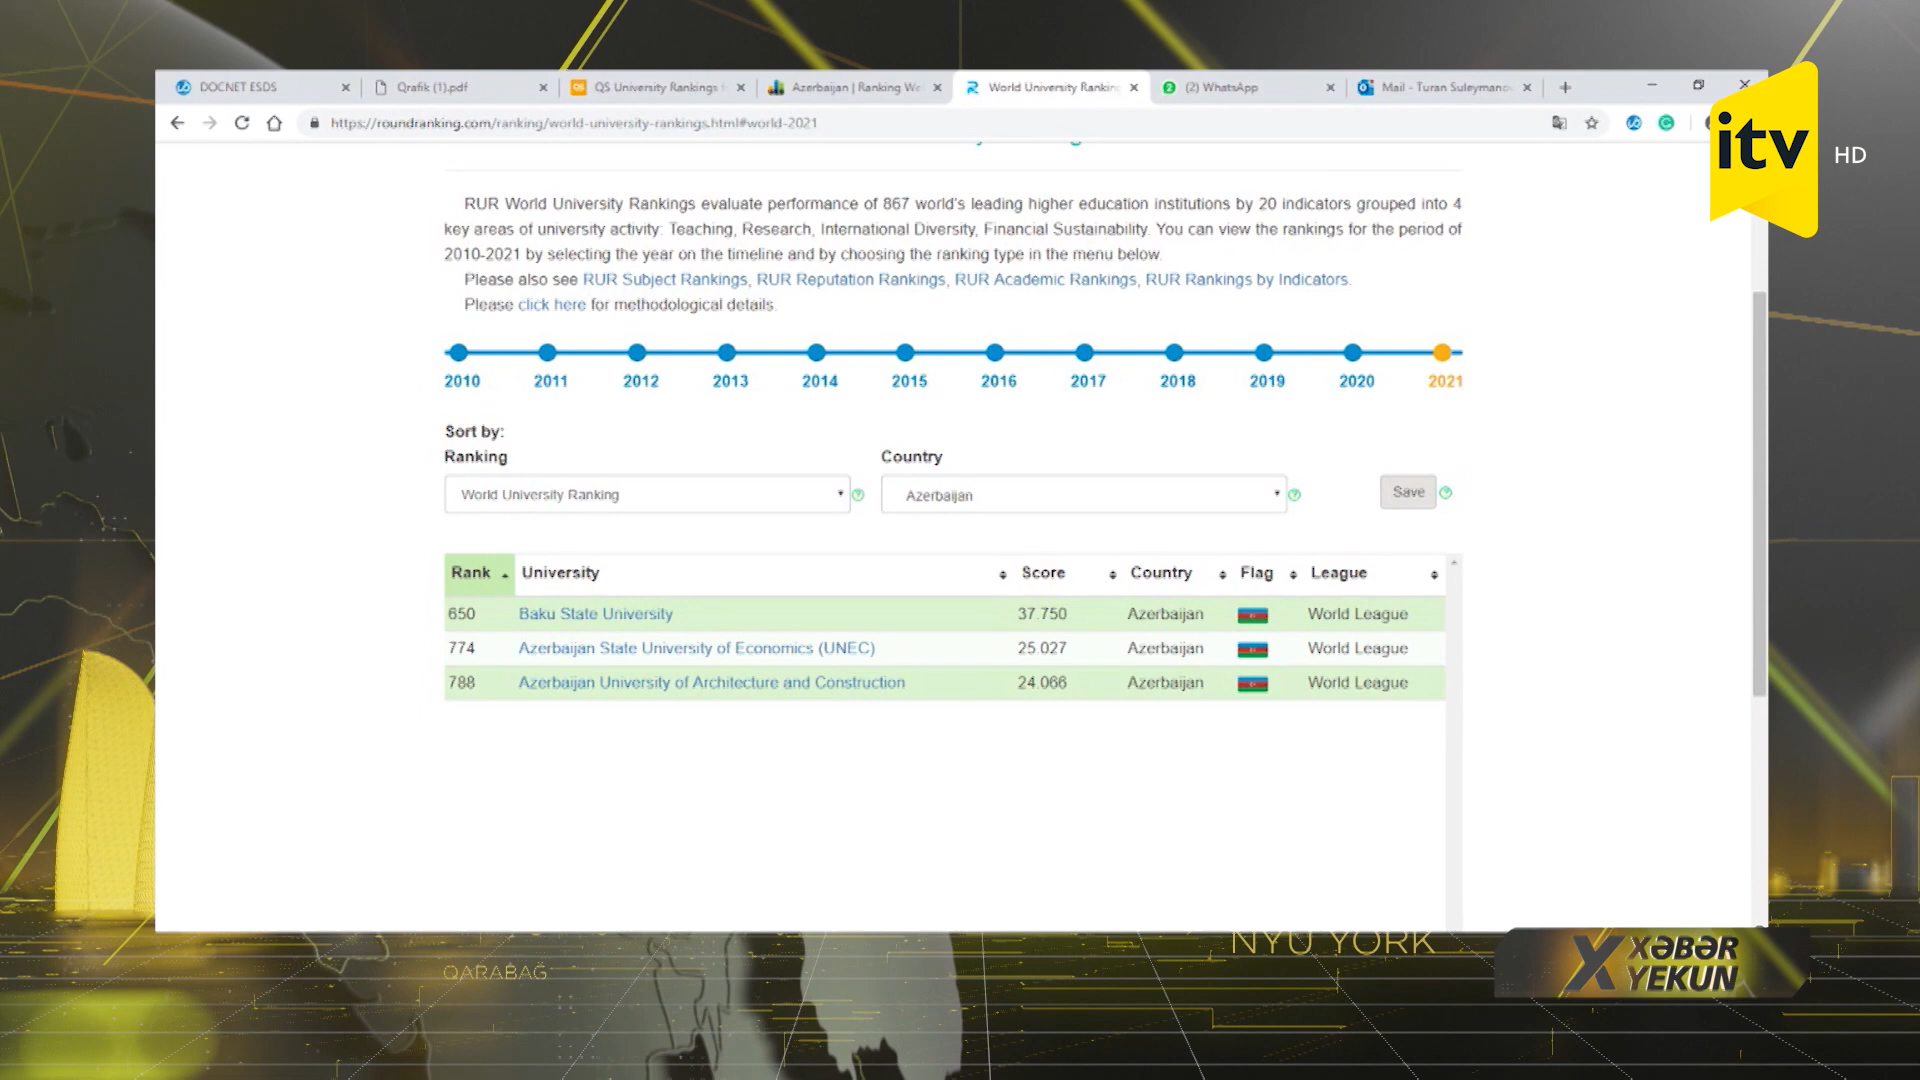 DOCNET ESDS
Qrafik (1).pdf
QS University Rankings
Azerbaijan | Ranking We
World University Ranking
(2) WhatsApp
Mail - Turan Suleymano
https://roundranking.com/ranking/world-university-rankings.html#world-2021
itv HD
RUR World University Rankings evaluate performance of 867 world's leading higher education institutions by 20 indicators grouped into 4
key areas of university activity: Teaching, Research, International Diversity, Financial Sustainability. You can view the rankings for the period of
2010-2021 by selecting the year on the timeline and by choosing the ranking type in the menu below.
Please also see RUR Subject Rankings, RUR Reputation Rankings, RUR Academic Rankings, RUR Rankings by Indicators.
Please click here for methodological details.
2010 2011 2012 2013 2014 2015 2016 2017 2018 2019 2020 2021
Sort by:
Ranking Country
World University Ranking Azerbaijan Save
Rank University Score Country Flag League
650 Baku State University 37.750 Azerbaijan World League
774 Azerbaijan State University of Economics (UNEC) 25.027 Azerbaijan World League
788 Azerbaijan University of Architecture and Construction 24.066 Azerbaijan World League
NYU YORK
QARABAĞ
XƏBƏR
YEKUN